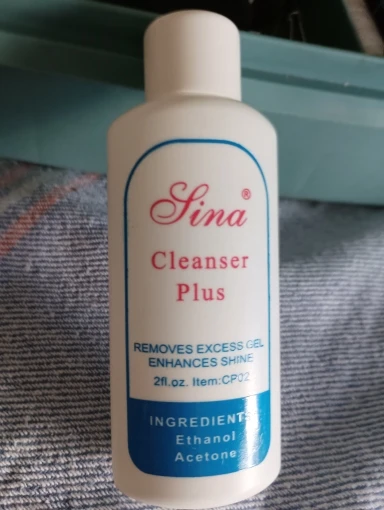 Sina®
Cleanser
Plus
REMOVES EXCESS GEL
ENHANCES SHINE
2fl.oz. Item:CP02
INGREDIENTS
Ethanol
Acetone